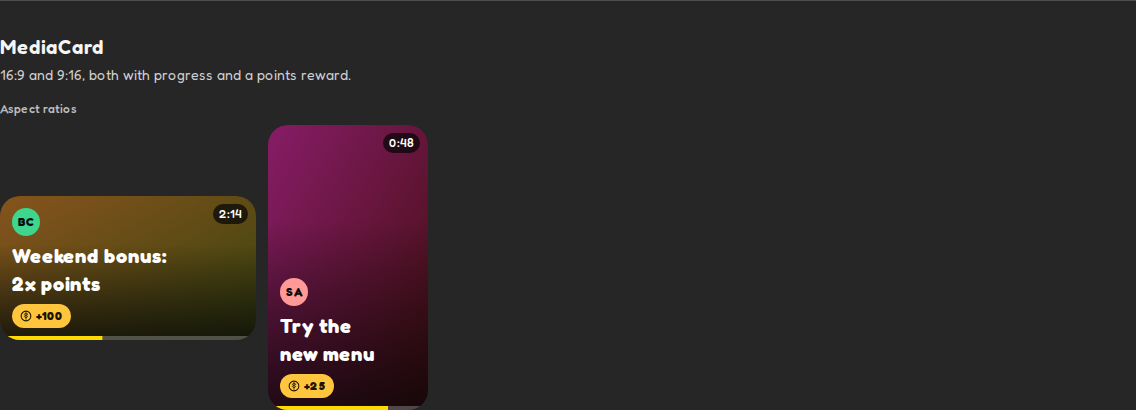 MediaCard
16:9 and 9:16, both with progress and a points reward.
Aspect ratios
BC
2:14
Weekend bonus:
2x points
+100
0:48
SA
Try the
new menu
+25